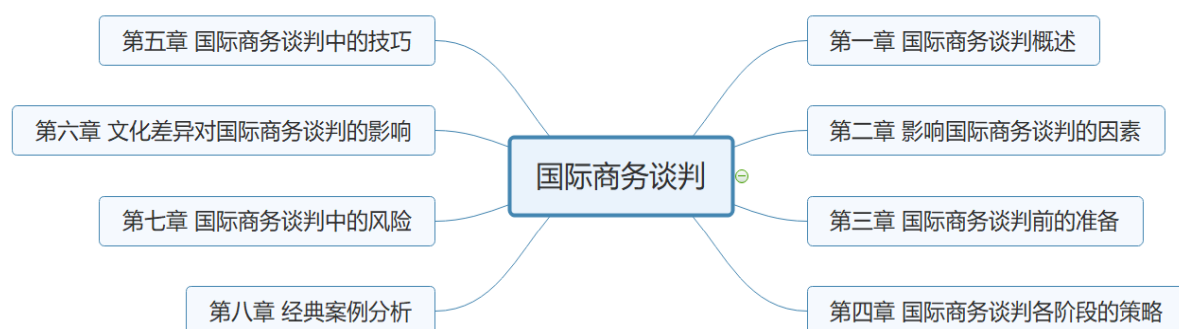 国际商务谈判
第一章 国际商务谈判概述
第二章 影响国际商务谈判的因素
第三章 国际商务谈判前的准备
第四章 国际商务谈判各阶段的策略
第五章 国际商务谈判中的技巧
第六章 文化差异对国际商务谈判的影响
第七章 国际商务谈判中的风险
第八章 经典案例分析